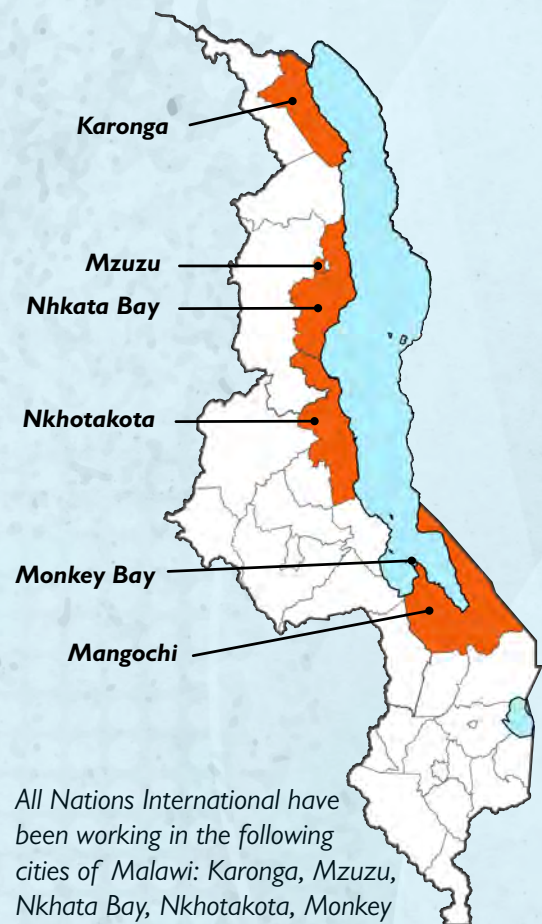 Karonga
Mzuzu
Nhkata Bay
Nkhotakota
Monkey Bay
Mangochi
All Nations International have
been working in the following
cities of Malawi: Karonga, Mzuzu,
Nkhata Bay, Nkhotakota, Monkey